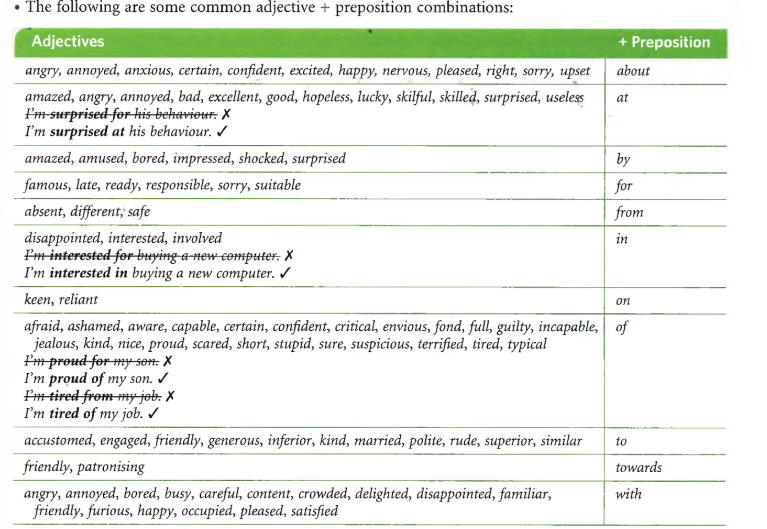 • The following are some common adjective + preposition combinations:
Adjectives + Preposition
angry, annoyed, anxious, certain, confident, excited, happy, nervous, pleased, right, sorry, upset about
amazed, angry, annoyed, bad, excellent, good, hopeless, lucky, skilful, skilled, surprised, useless at
I'm surprised for his behaviour. ✗
I'm surprised at his behaviour. ✓
amazed, amused, bored, impressed, shocked, surprised by
famous, late, ready, responsible, sorry, suitable for
absent, different, safe from
disappointed, interested, involved in
I'm interested for buying a new computer. ✗
I'm interested in buying a new computer. ✓
keen, reliant on
afraid, ashamed, aware, capable, certain, confident, critical, envious, fond, full, guilty, incapable, of
jealous, kind, nice, proud, scared, short, stupid, sure, suspicious, terrified, tired, typical
I'm proud for my son. ✗
I'm proud of my son. ✓
I'm tired from my job. ✗
I'm tired of my job. ✓
accustomed, engaged, friendly, generous, inferior, kind, married, polite, rude, superior, similar to
friendly, patronising towards
angry, annoyed, bored, busy, careful, content, crowded, delighted, disappointed, familiar, with
friendly, furious, happy, occupied, pleased, satisfied